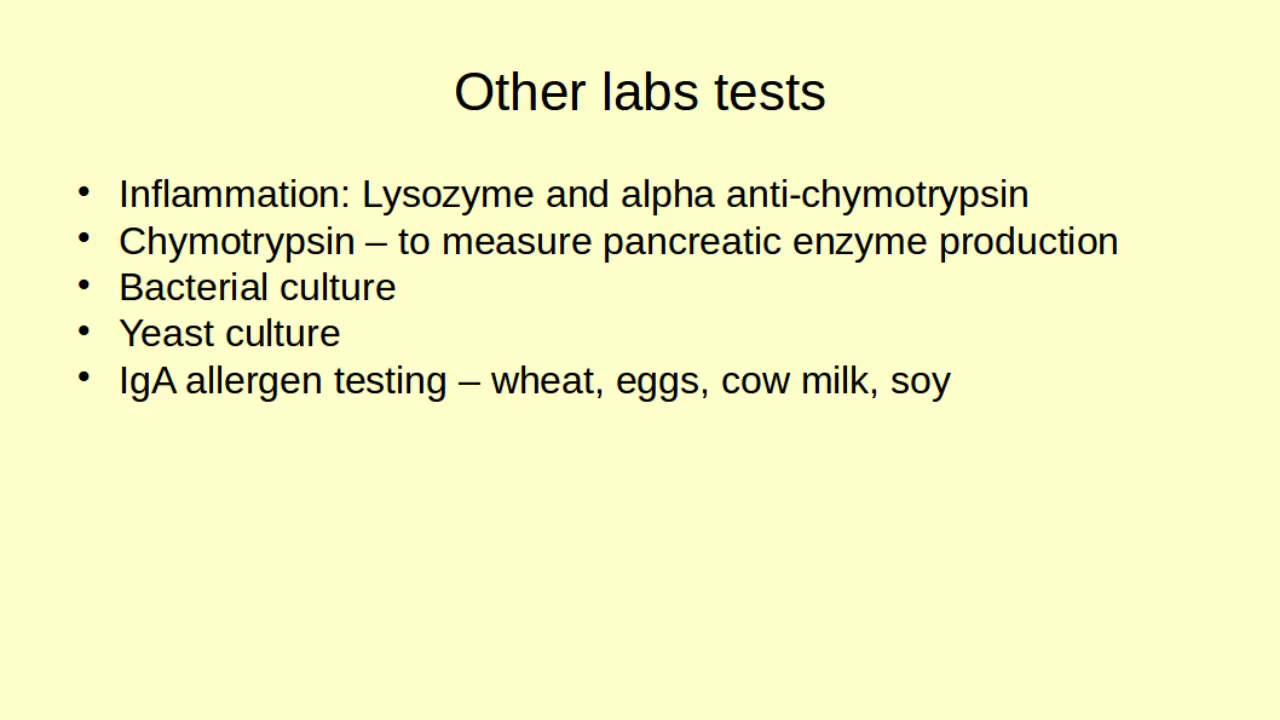 Other labs tests
• Inflammation: Lysozyme and alpha anti-chymotrypsin
• Chymotrypsin – to measure pancreatic enzyme production
• Bacterial culture
• Yeast culture
• IgA allergen testing – wheat, eggs, cow milk, soy